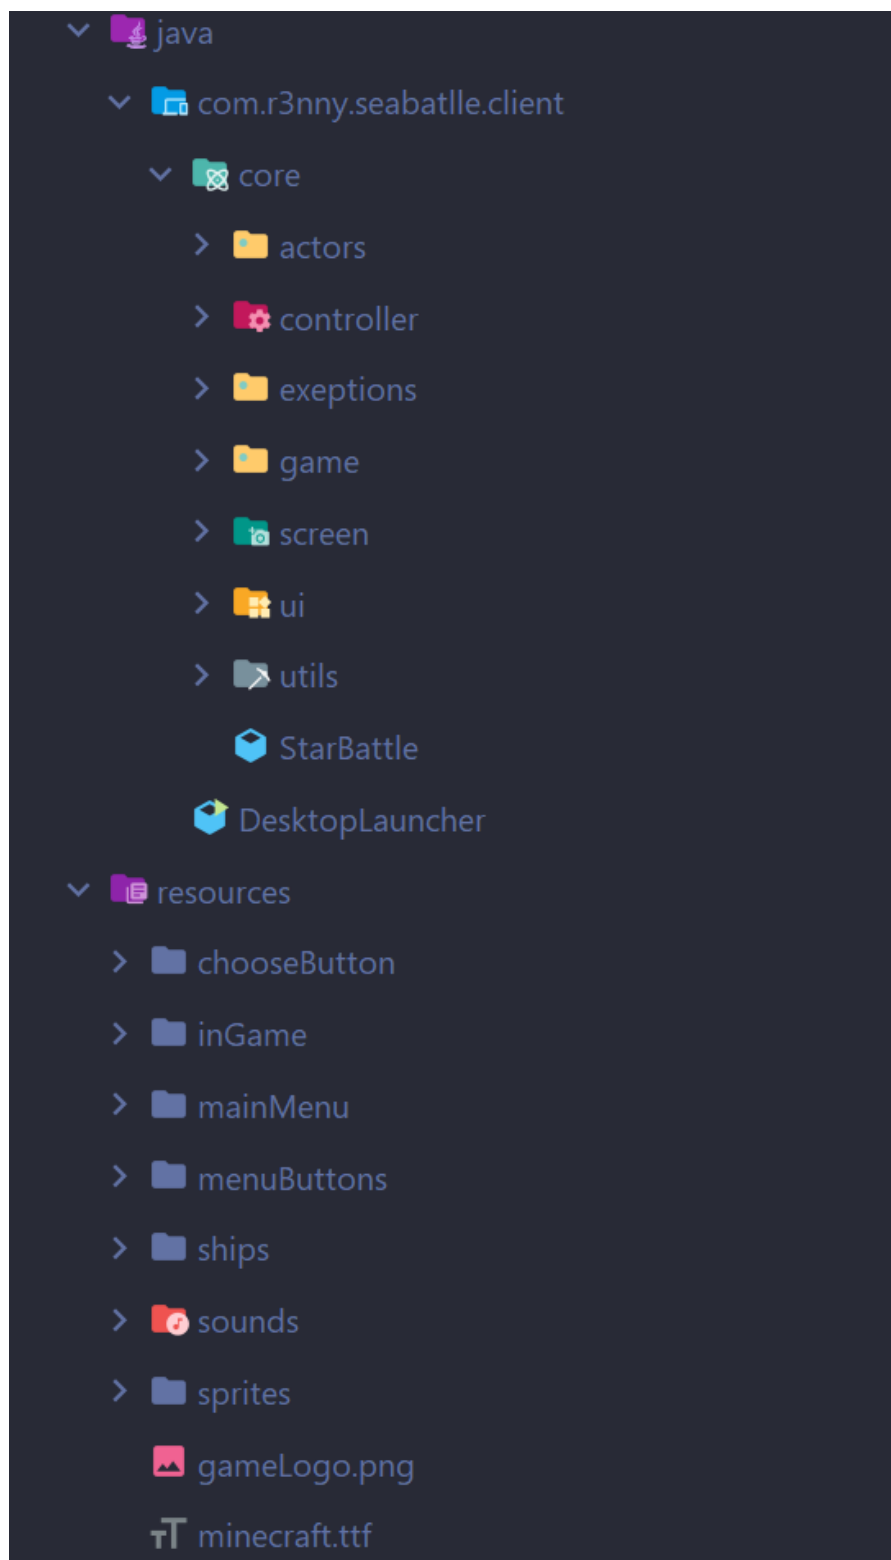 java
com.r3nny.seabatlle.client
core
actors
controller
exeptions
game
screen
ui
utils
StarBattle
DesktopLauncher
resources
chooseButton
inGame
mainMenu
menuButtons
ships
sounds
sprites
gameLogo.png
minecraft.ttf